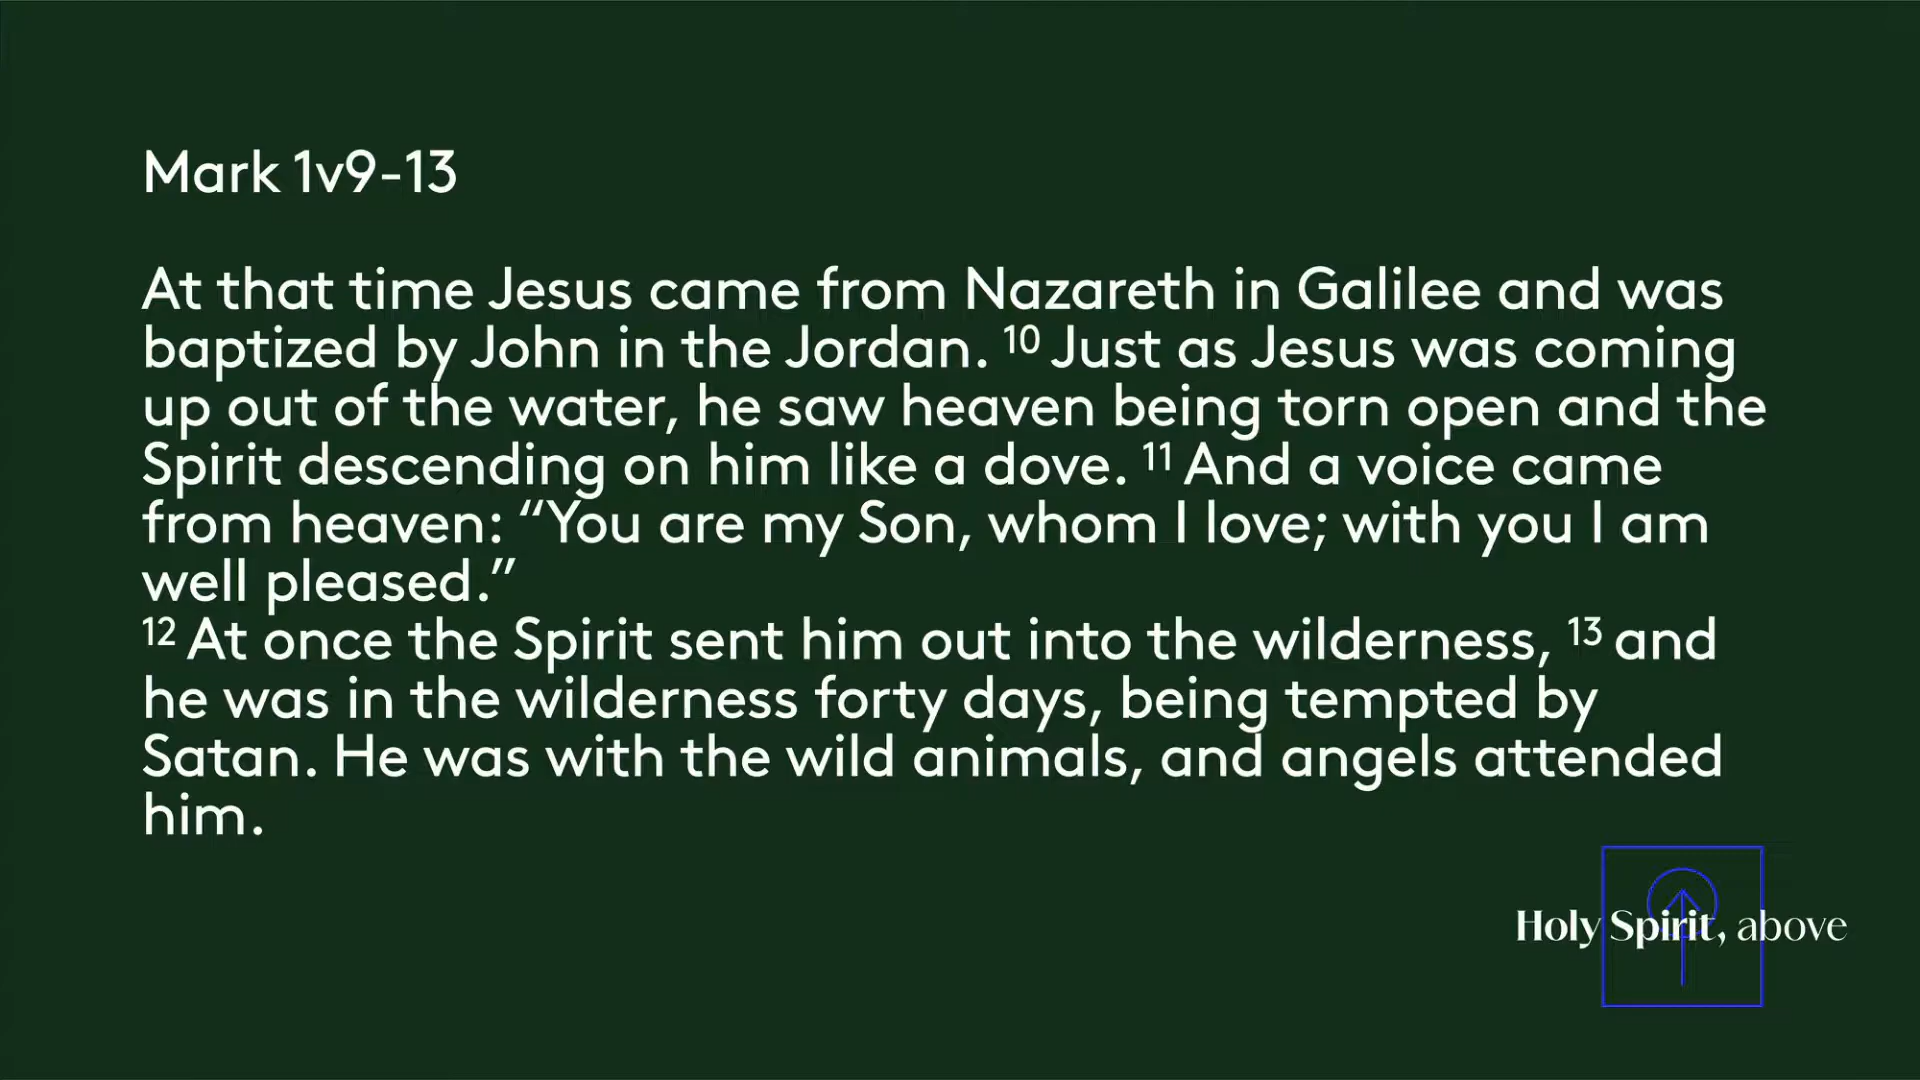 Mark 1v9-13
At that time Jesus came from Nazareth in Galilee and was
baptized by John in the Jordan. 10 Just as Jesus was coming
up out of the water, he saw heaven being torn open and the
Spirit descending on him like a dove. 11 And a voice came
from heaven: “You are my Son, whom I love; with you I am
well pleased.”
12 At once the Spirit sent him out into the wilderness, 13 and
he was in the wilderness forty days, being tempted by
Satan. He was with the wild animals, and angels attended
him.
Holy Spirit, above